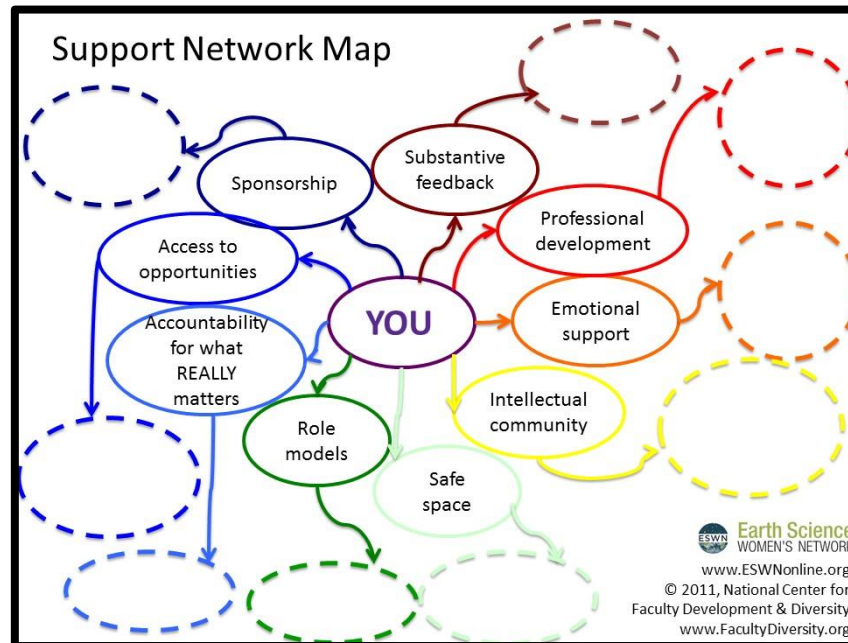 Support Network Map
Substantive
feedback
Sponsorship
Professional
development
Access to
opportunities
YOU
Emotional
support
Accountability
for what
REALLY
matters
Intellectual
community
Role
models
Safe
space
ESWN
Earth Science
WOMEN'S NETWORK
www.ESWNonline.org
© 2011, National Center for
Faculty Development & Diversity
www.FacultyDiversity.org